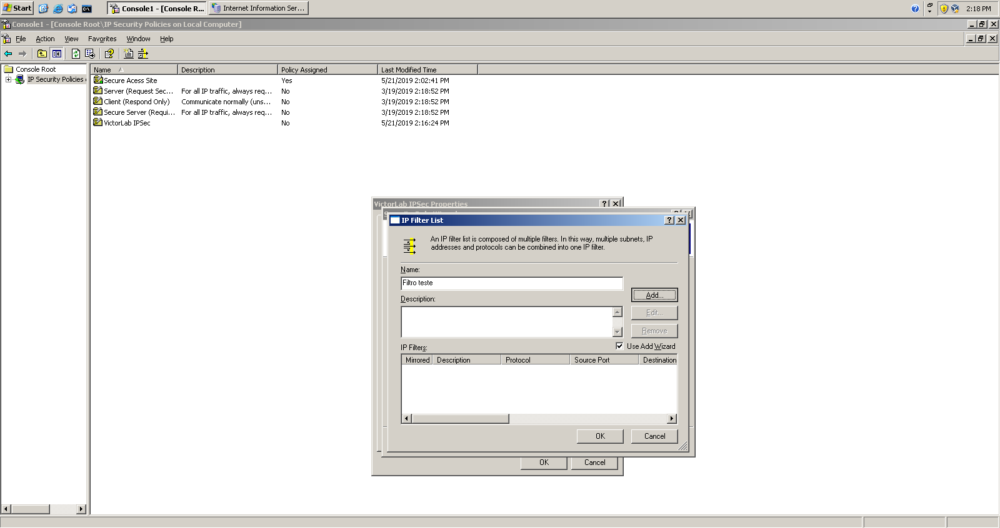 Start Console1 - [Console R... Internet Information Ser... 2:18 PM
Console1 - [Console Root\IP Security Policies on Local Computer]
File Action View Favorites Window Help
Console Root
IP Security Policies
Name Description Policy Assigned Last Modified Time
Secure Acess Site Yes 5/21/2019 2:02:41 PM
Server (Request Sec... For all IP traffic, always req... No 3/19/2019 2:18:52 PM
Client (Respond Only) Communicate normally (uns... No 3/19/2019 2:18:52 PM
Secure Server (Requi... For all IP traffic, always req... No 3/19/2019 2:18:52 PM
VictorLab IPSec No 5/21/2019 2:16:24 PM
VictorLab IPSec Properties
IP Filter List
An IP filter list is composed of multiple filters. In this way, multiple subnets, IP
addresses and protocols can be combined into one IP filter.
Name:
Filtro teste
Add...
Description:
Edit...
Remove
IP Filters:
Use Add Wizard
Mirrored Description Protocol Source Port Destination
OK Cancel
OK Cancel